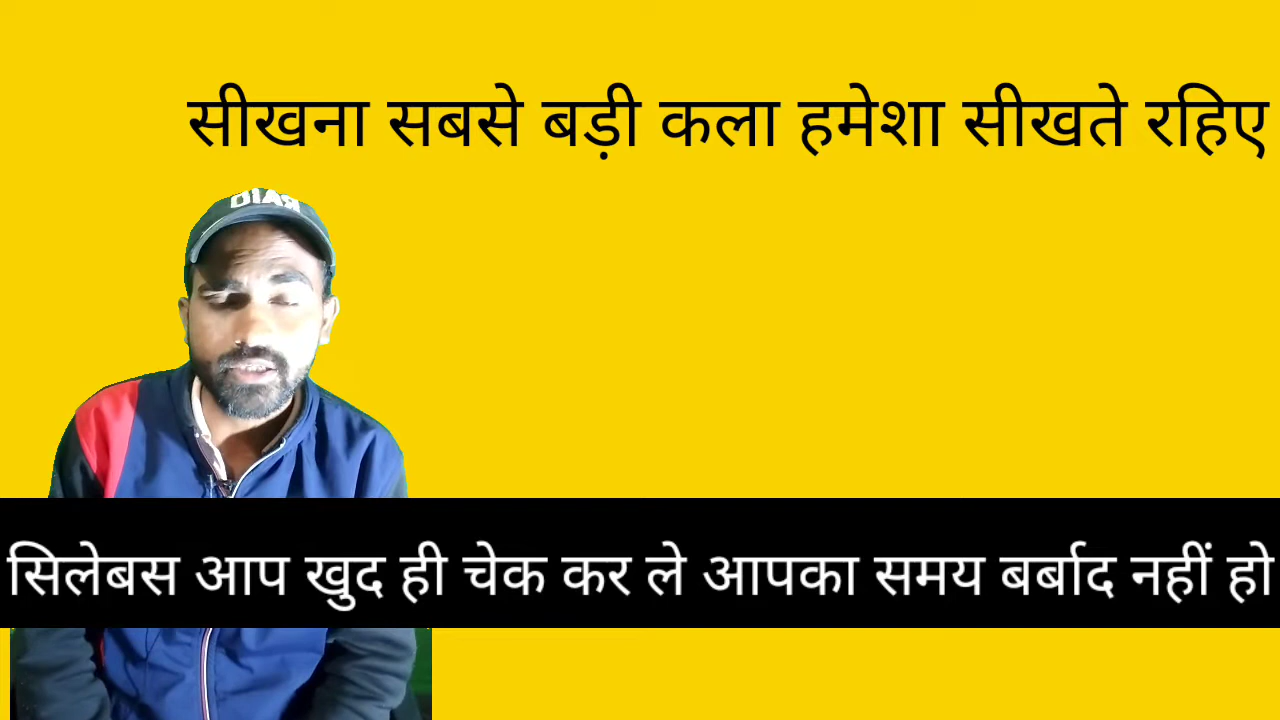 सीखना सबसे बड़ी कला हमेशा सीखते रहिए
सिलेबस आप खुद ही चेक कर ले आपका समय बर्बाद नहीं हो